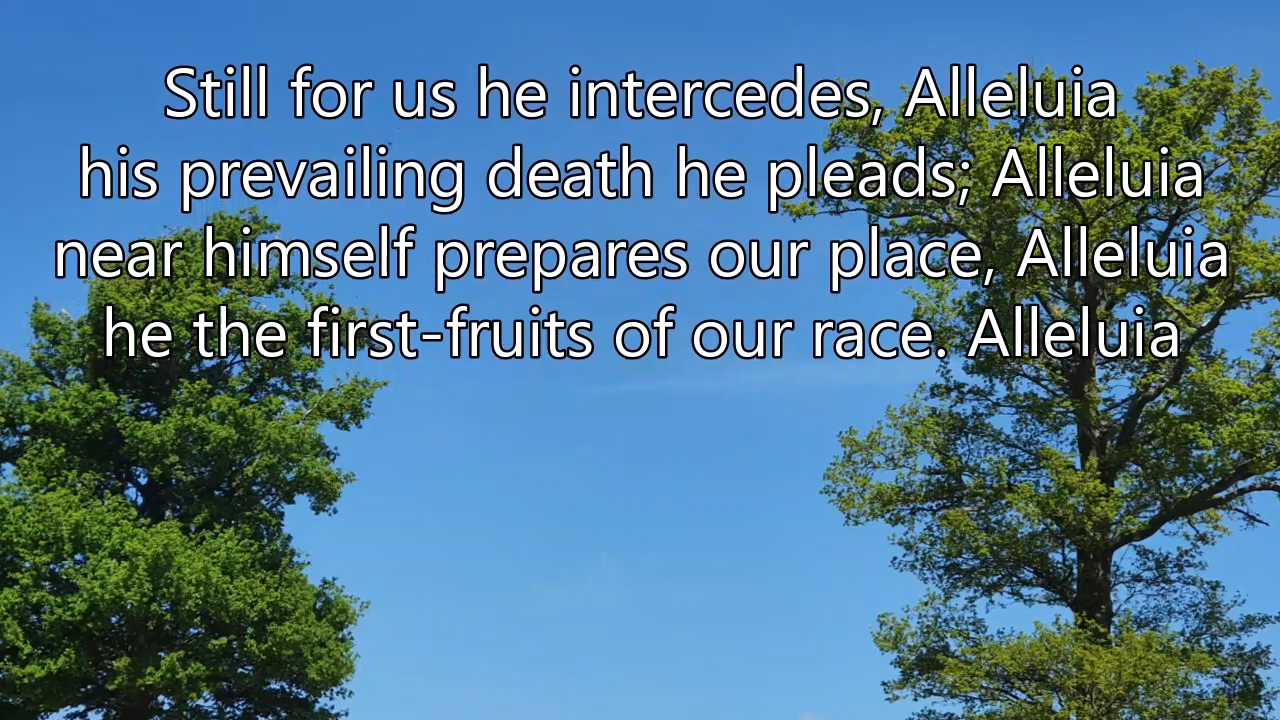 Still for us he intercedes, Alleluia
his prevailing death he pleads; Alleluia
near himself prepares our place, Alleluia
he the first-fruits of our race. Alleluia